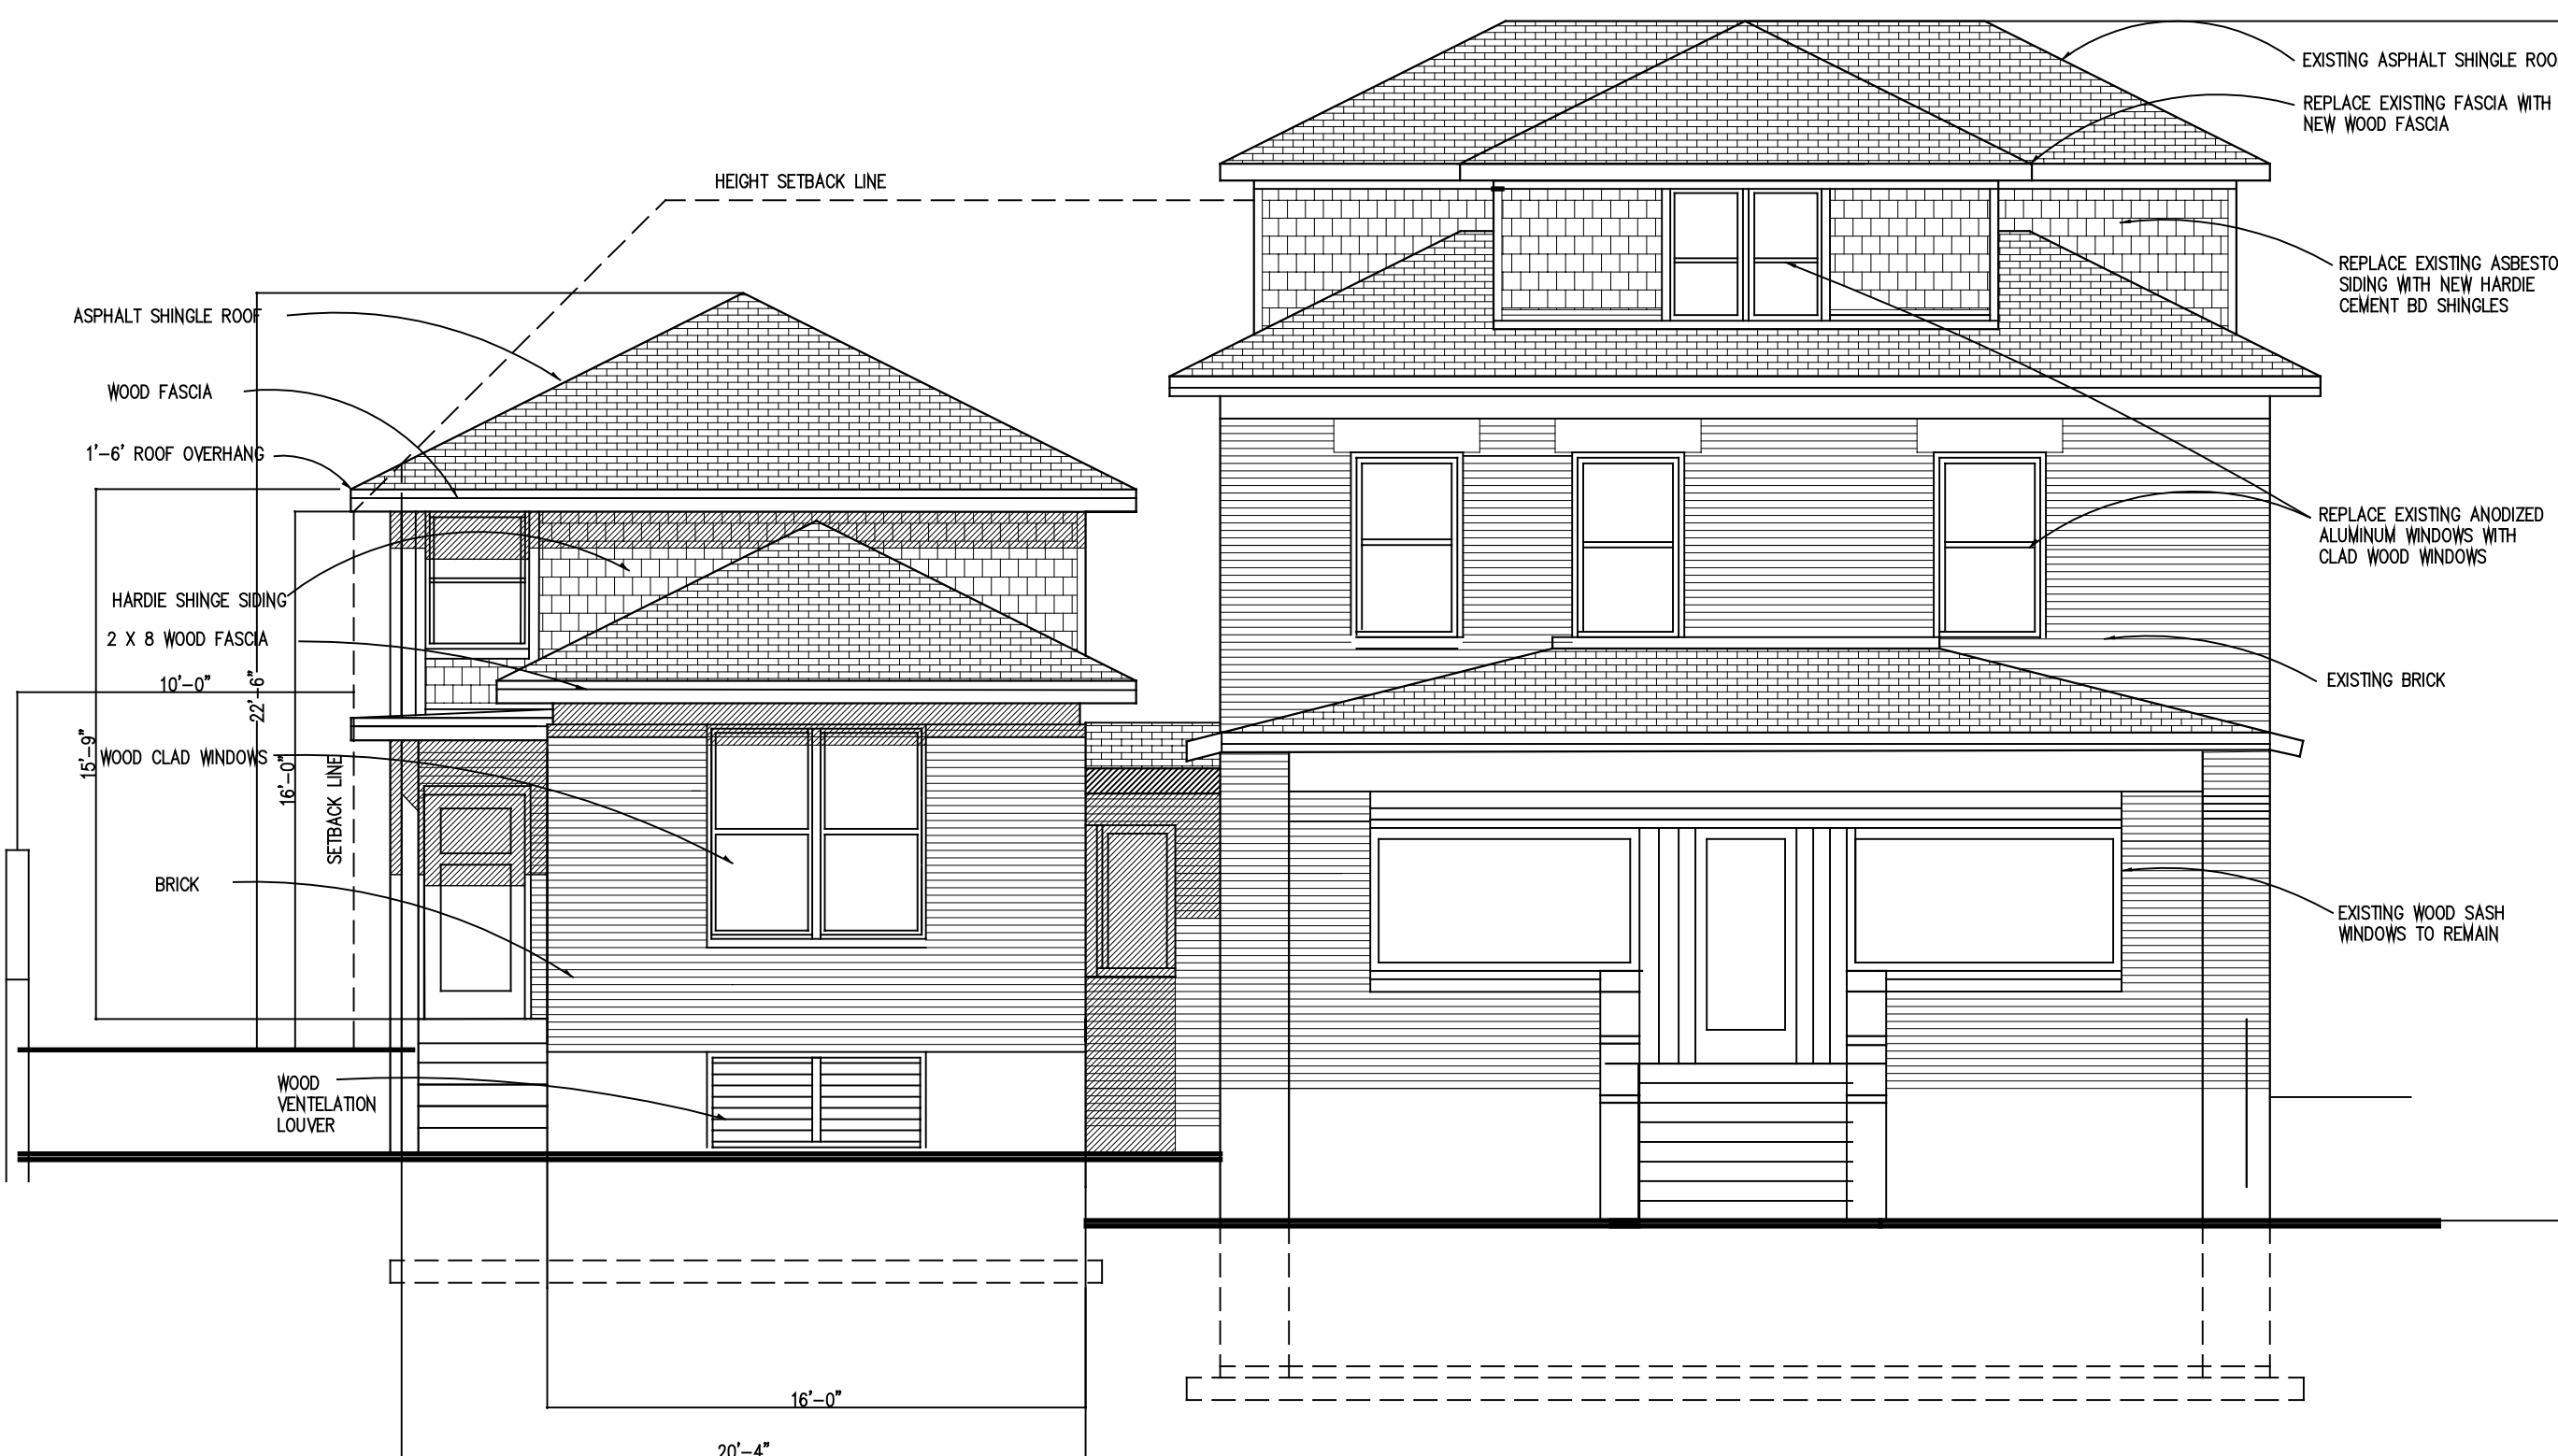 EXISTING ASPHALT SHINGLE ROO
REPLACE EXISTING FASCIA WITH
NEW WOOD FASCIA
HEIGHT SETBACK LINE
REPLACE EXISTING ASBESTO
SIDING WITH NEW HARDIE
CEMENT BD SHINGLES
ASPHALT SHINGLE ROOF
WOOD FASCIA
1'-6' ROOF OVERHANG
REPLACE EXISTING ANODIZED
ALUMINUM WINDOWS WITH
CLAD WOOD WINDOWS
HARDIE SHINGE SIDING
2 X 8 WOOD FASCIA
EXISTING BRICK
10'-0"
22'-6"
15'-9"
16'-0"
SETBACK LINE
WOOD CLAD WINDOWS
BRICK
EXISTING WOOD SASH
WINDOWS TO REMAIN
WOOD
VENTELATION
LOUVER
16'-0"
20'-4"